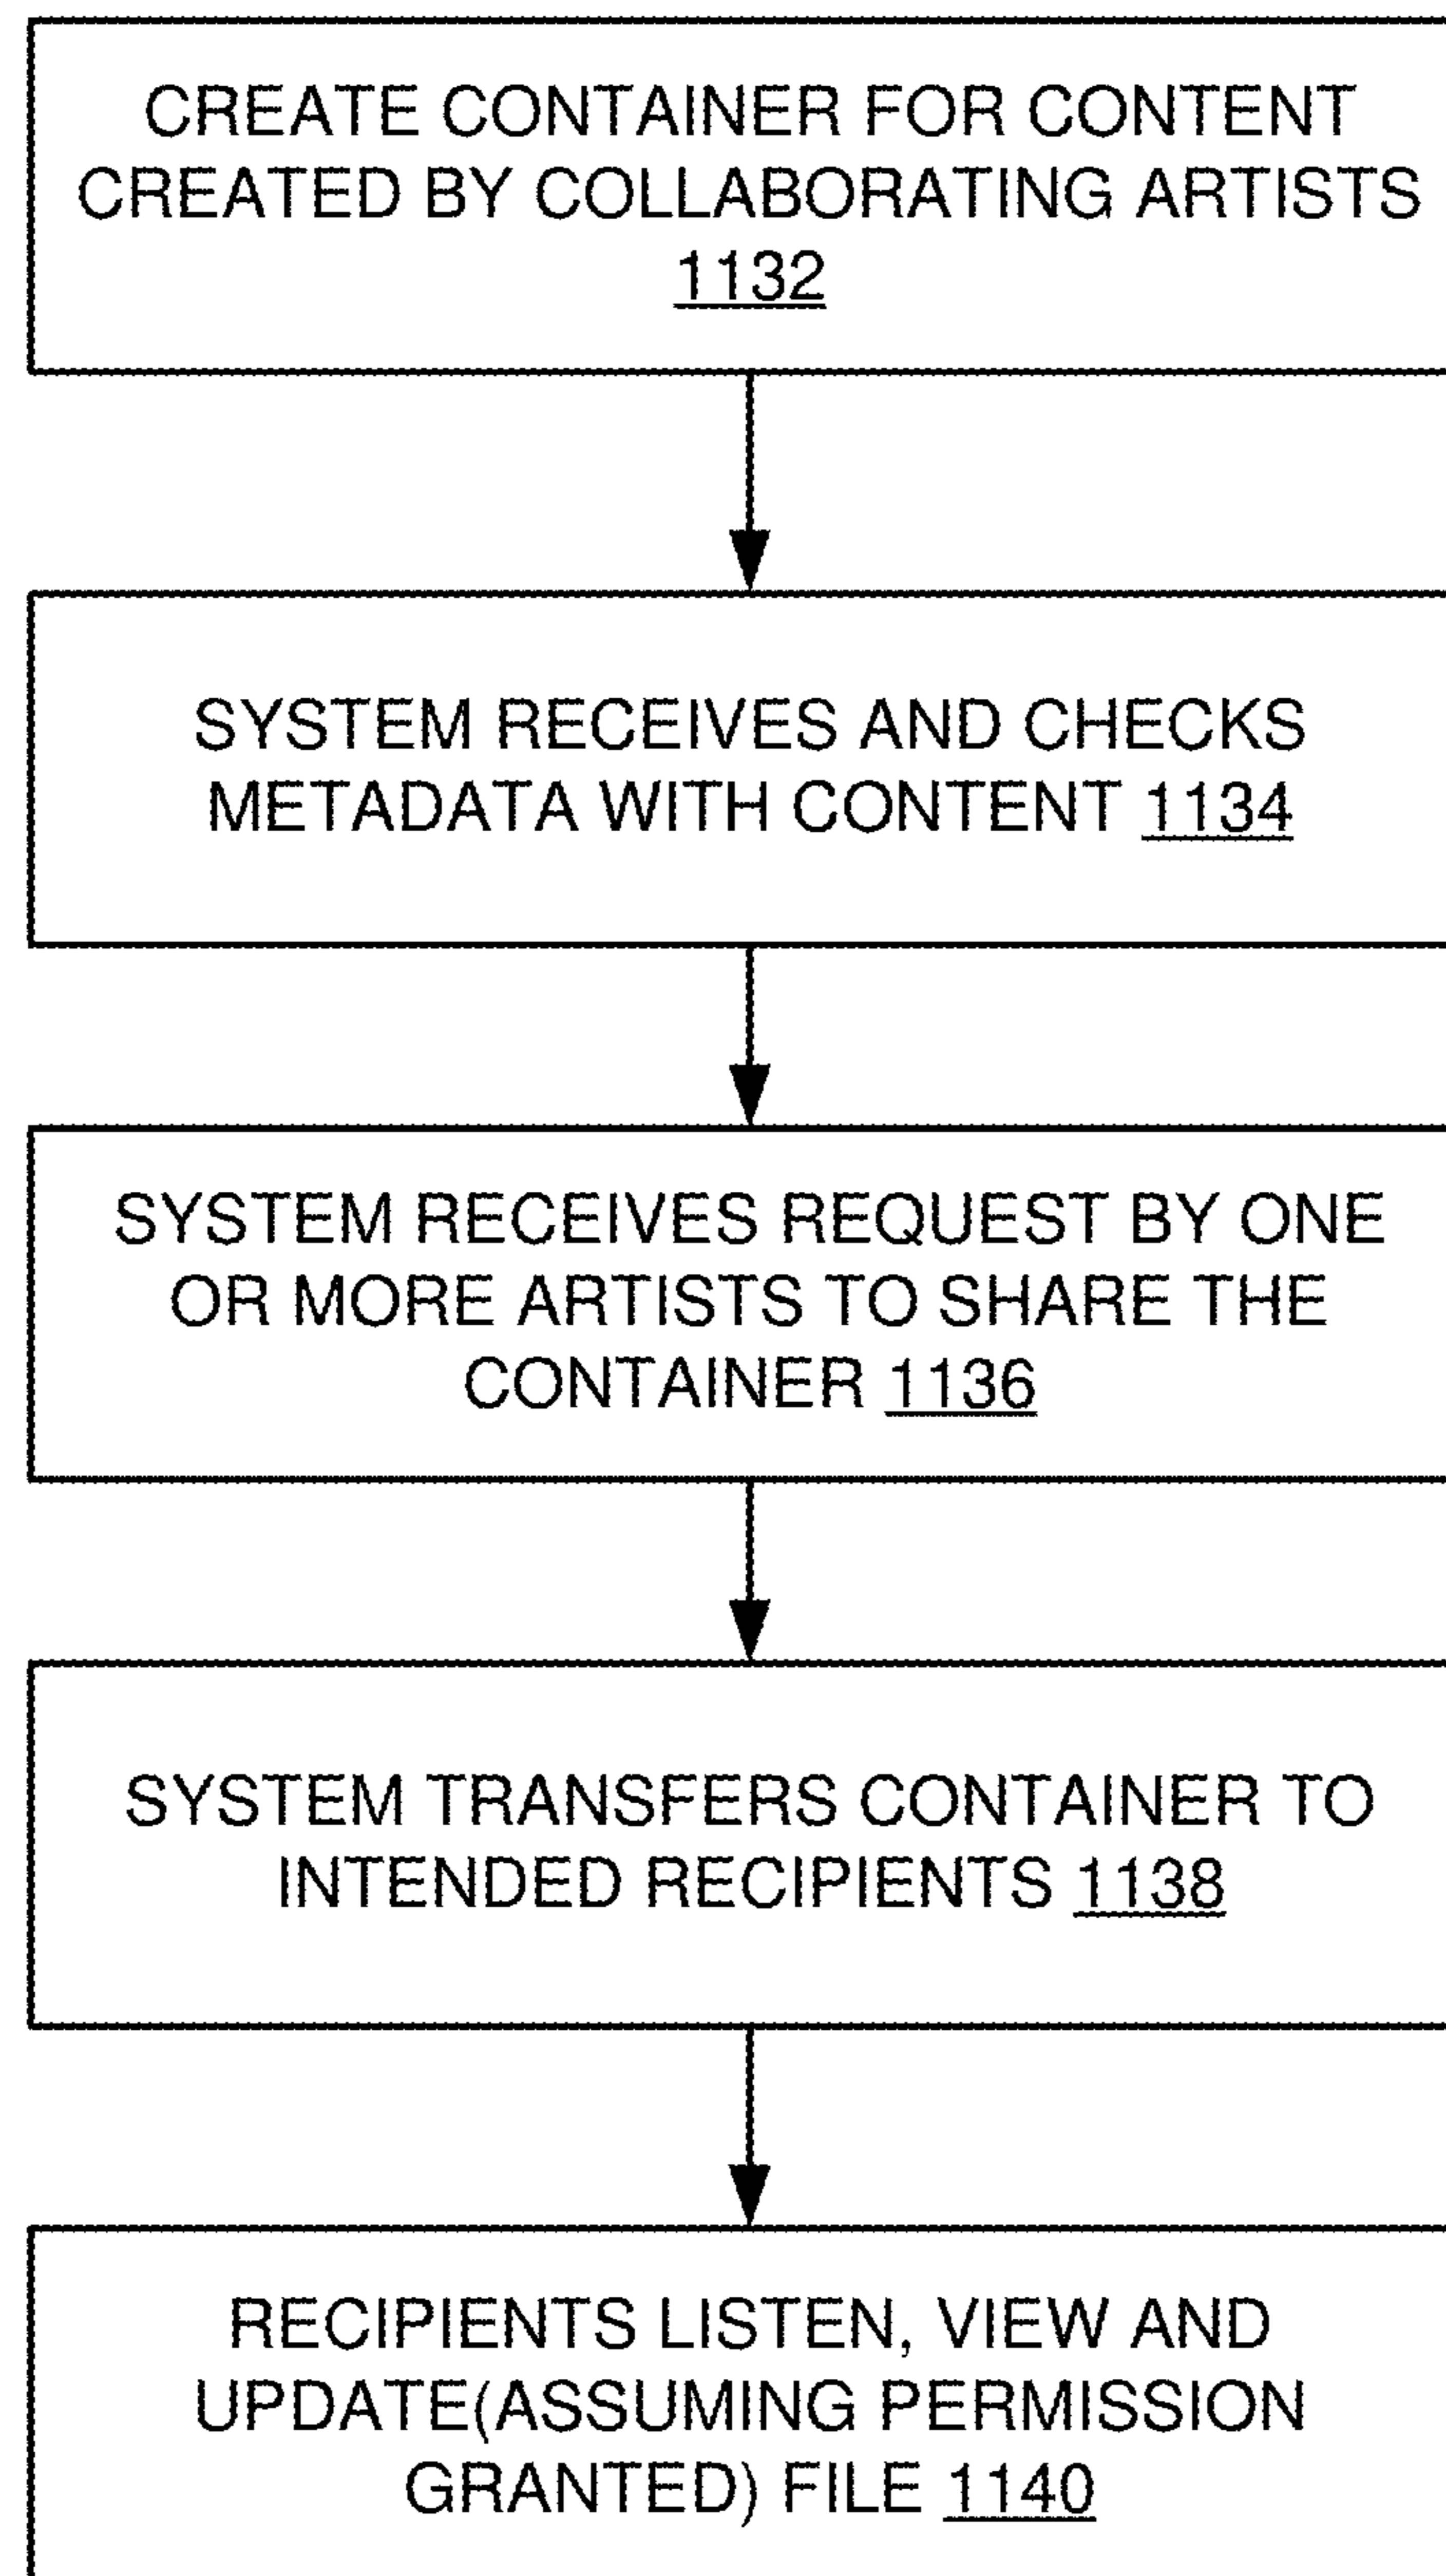 CREATE CONTAINER FOR CONTENT
CREATED BY COLLABORATING ARTISTS
1132
SYSTEM RECEIVES AND CHECKS
METADATA WITH CONTENT 1134
SYSTEM RECEIVES REQUEST BY ONE
OR MORE ARTISTS TO SHARE THE
CONTAINER 1136
SYSTEM TRANSFERS CONTAINER TO
INTENDED RECIPIENTS 1138
RECIPIENTS LISTEN, VIEW AND
UPDATE(ASSUMING PERMISSION
GRANTED) FILE 1140